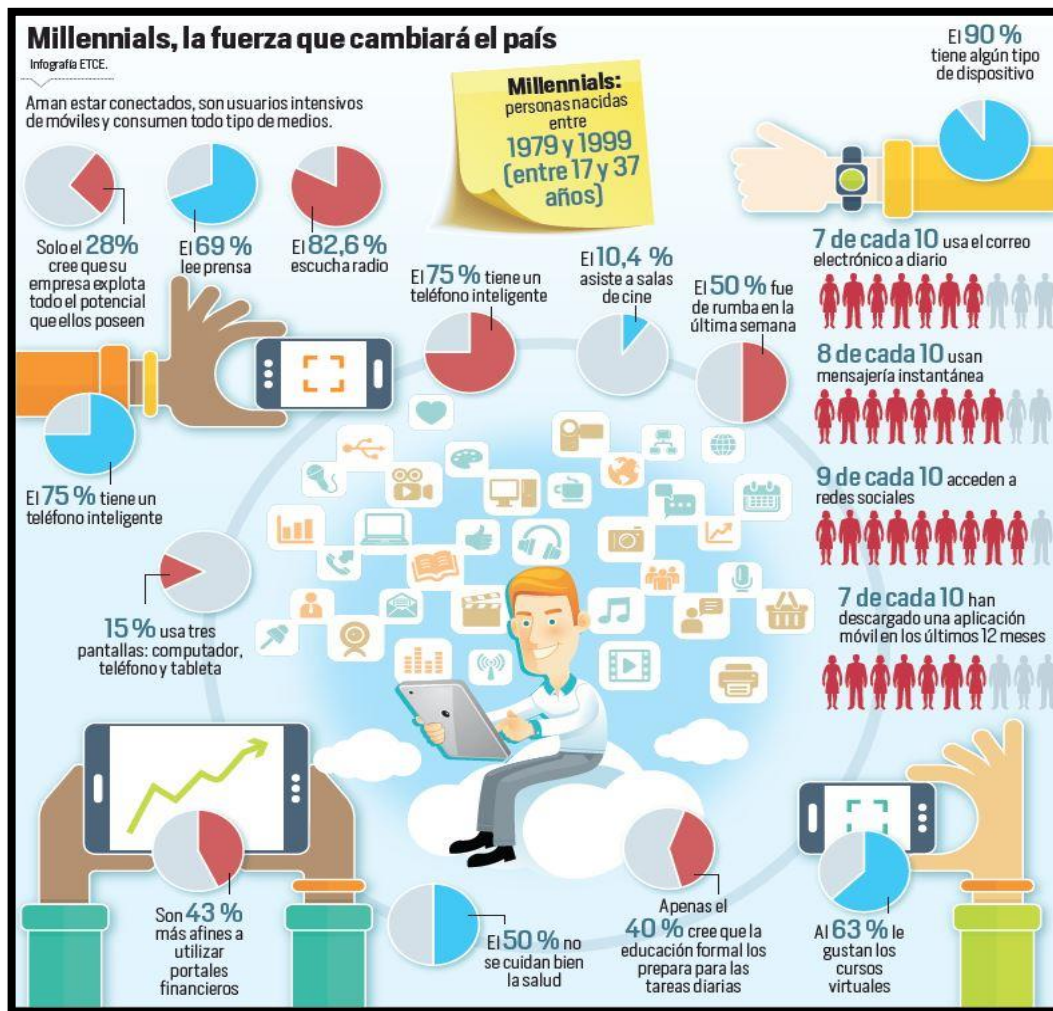 Millennials, la fuerza que cambiará el país
Infografía ETCE.
Aman estar conectados, son usuarios intensivos
de móviles y consumen todo tipo de medios.
Millennials:
personas nacidas
entre
1979 y 1999
(entre 17 y 37
años)
El 90 %
tiene algún tipo
de dispositivo
Solo el 28%
cree que su
empresa explota
todo el potencial
que ellos poseen
El 69 %
lee prensa
El 82,6 %
escucha radio
El 75 % tiene un
teléfono inteligente
El 10,4 %
asiste a salas
de cine
El 50 % fue
de rumba en la
última semana
7 de cada 10 usa el correo
electrónico a diario
8 de cada 10 usan
mensajería instantánea
9 de cada 10 acceden a
redes sociales
7 de cada 10 han
descargado una aplicación
móvil en los últimos 12 meses
El 75 % tiene un
teléfono inteligente
15 % usa tres
pantallas: computador,
teléfono y tableta
Son 43 %
más afines a
utilizar
portales
financieros
El 50 % no
se cuidan bien
la salud
Apenas el
40 % cree que la
educación formal los
prepara para las
tareas diarias
Al 63 % le
gustan los
cursos
virtuales